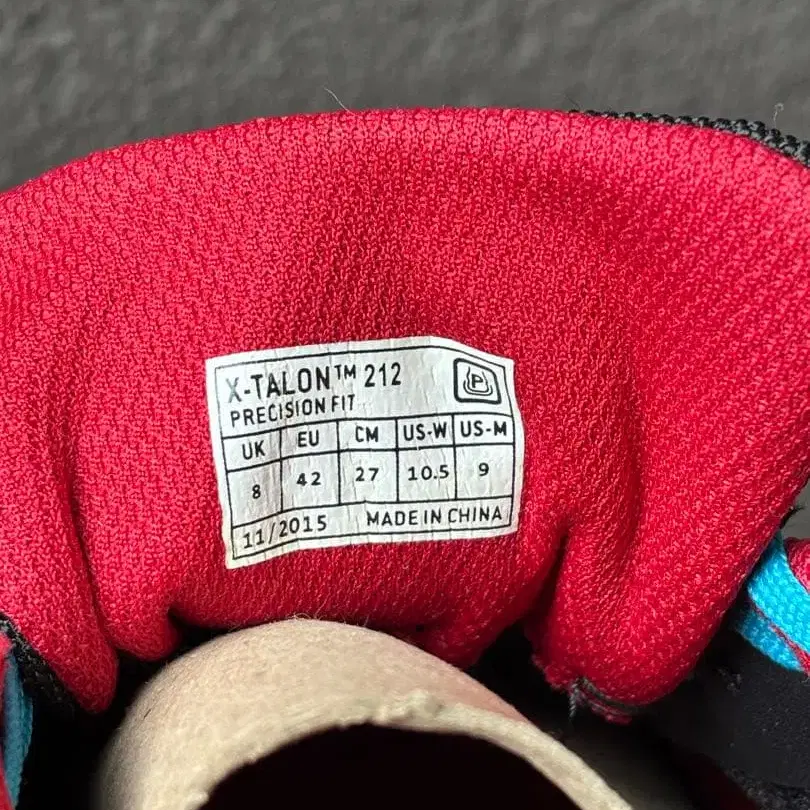 X-TALON™ 212
P
PRECISION FIT
UK EU CM US-W US-M
8 42 27 10.5 9
11/2015 MADE IN CHINA